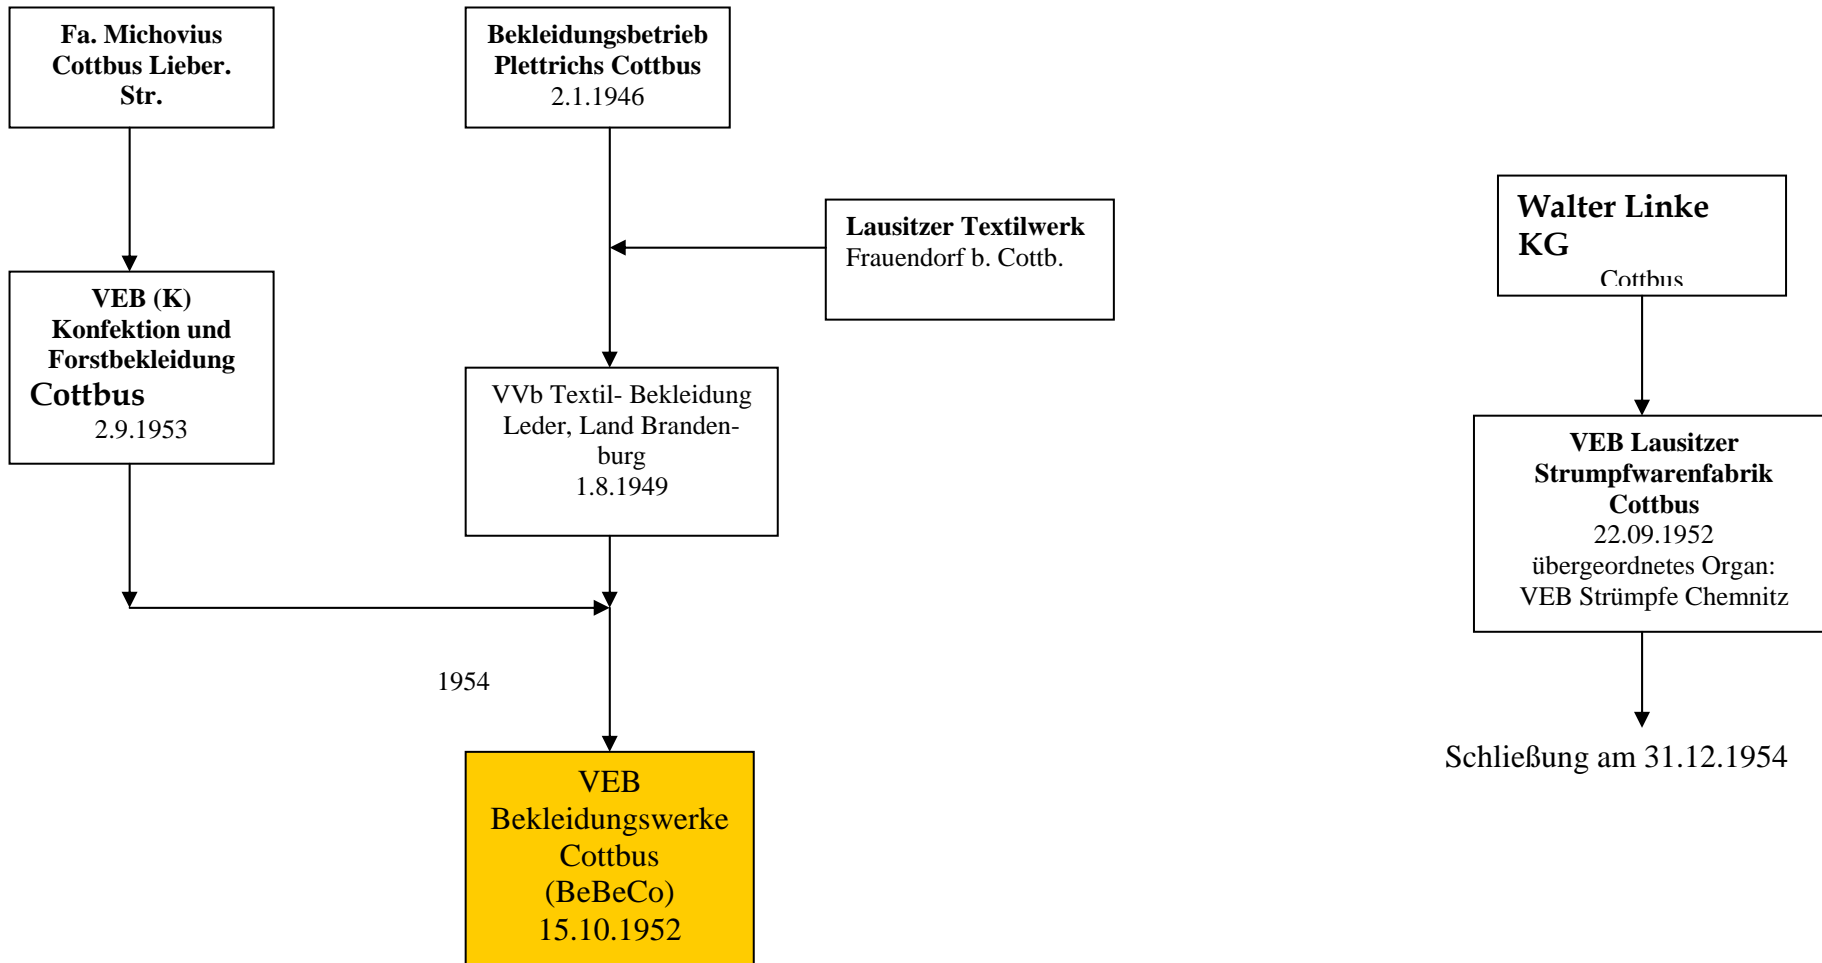 Fa. Michovius
Cottbus Lieber.
Str.
Bekleidungsbetrieb
Plettrichs Cottbus
2.1.1946
Lausitzer Textilwerk
Frauendorf b. Cottb.
Walter Linke
KG
Cottbus
VEB (K)
Konfektion und
Forstbekleidung
Cottbus
2.9.1953
VVb Textil- Bekleidung
Leder, Land Branden-
burg
1.8.1949
VEB Lausitzer
Strumpfwarenfabrik
Cottbus
22.09.1952
übergeordnetes Organ:
VEB Strümpfe Chemnitz
1954
Schließung am 31.12.1954
VEB
Bekleidungswerke
Cottbus
(BeBeCo)
15.10.1952